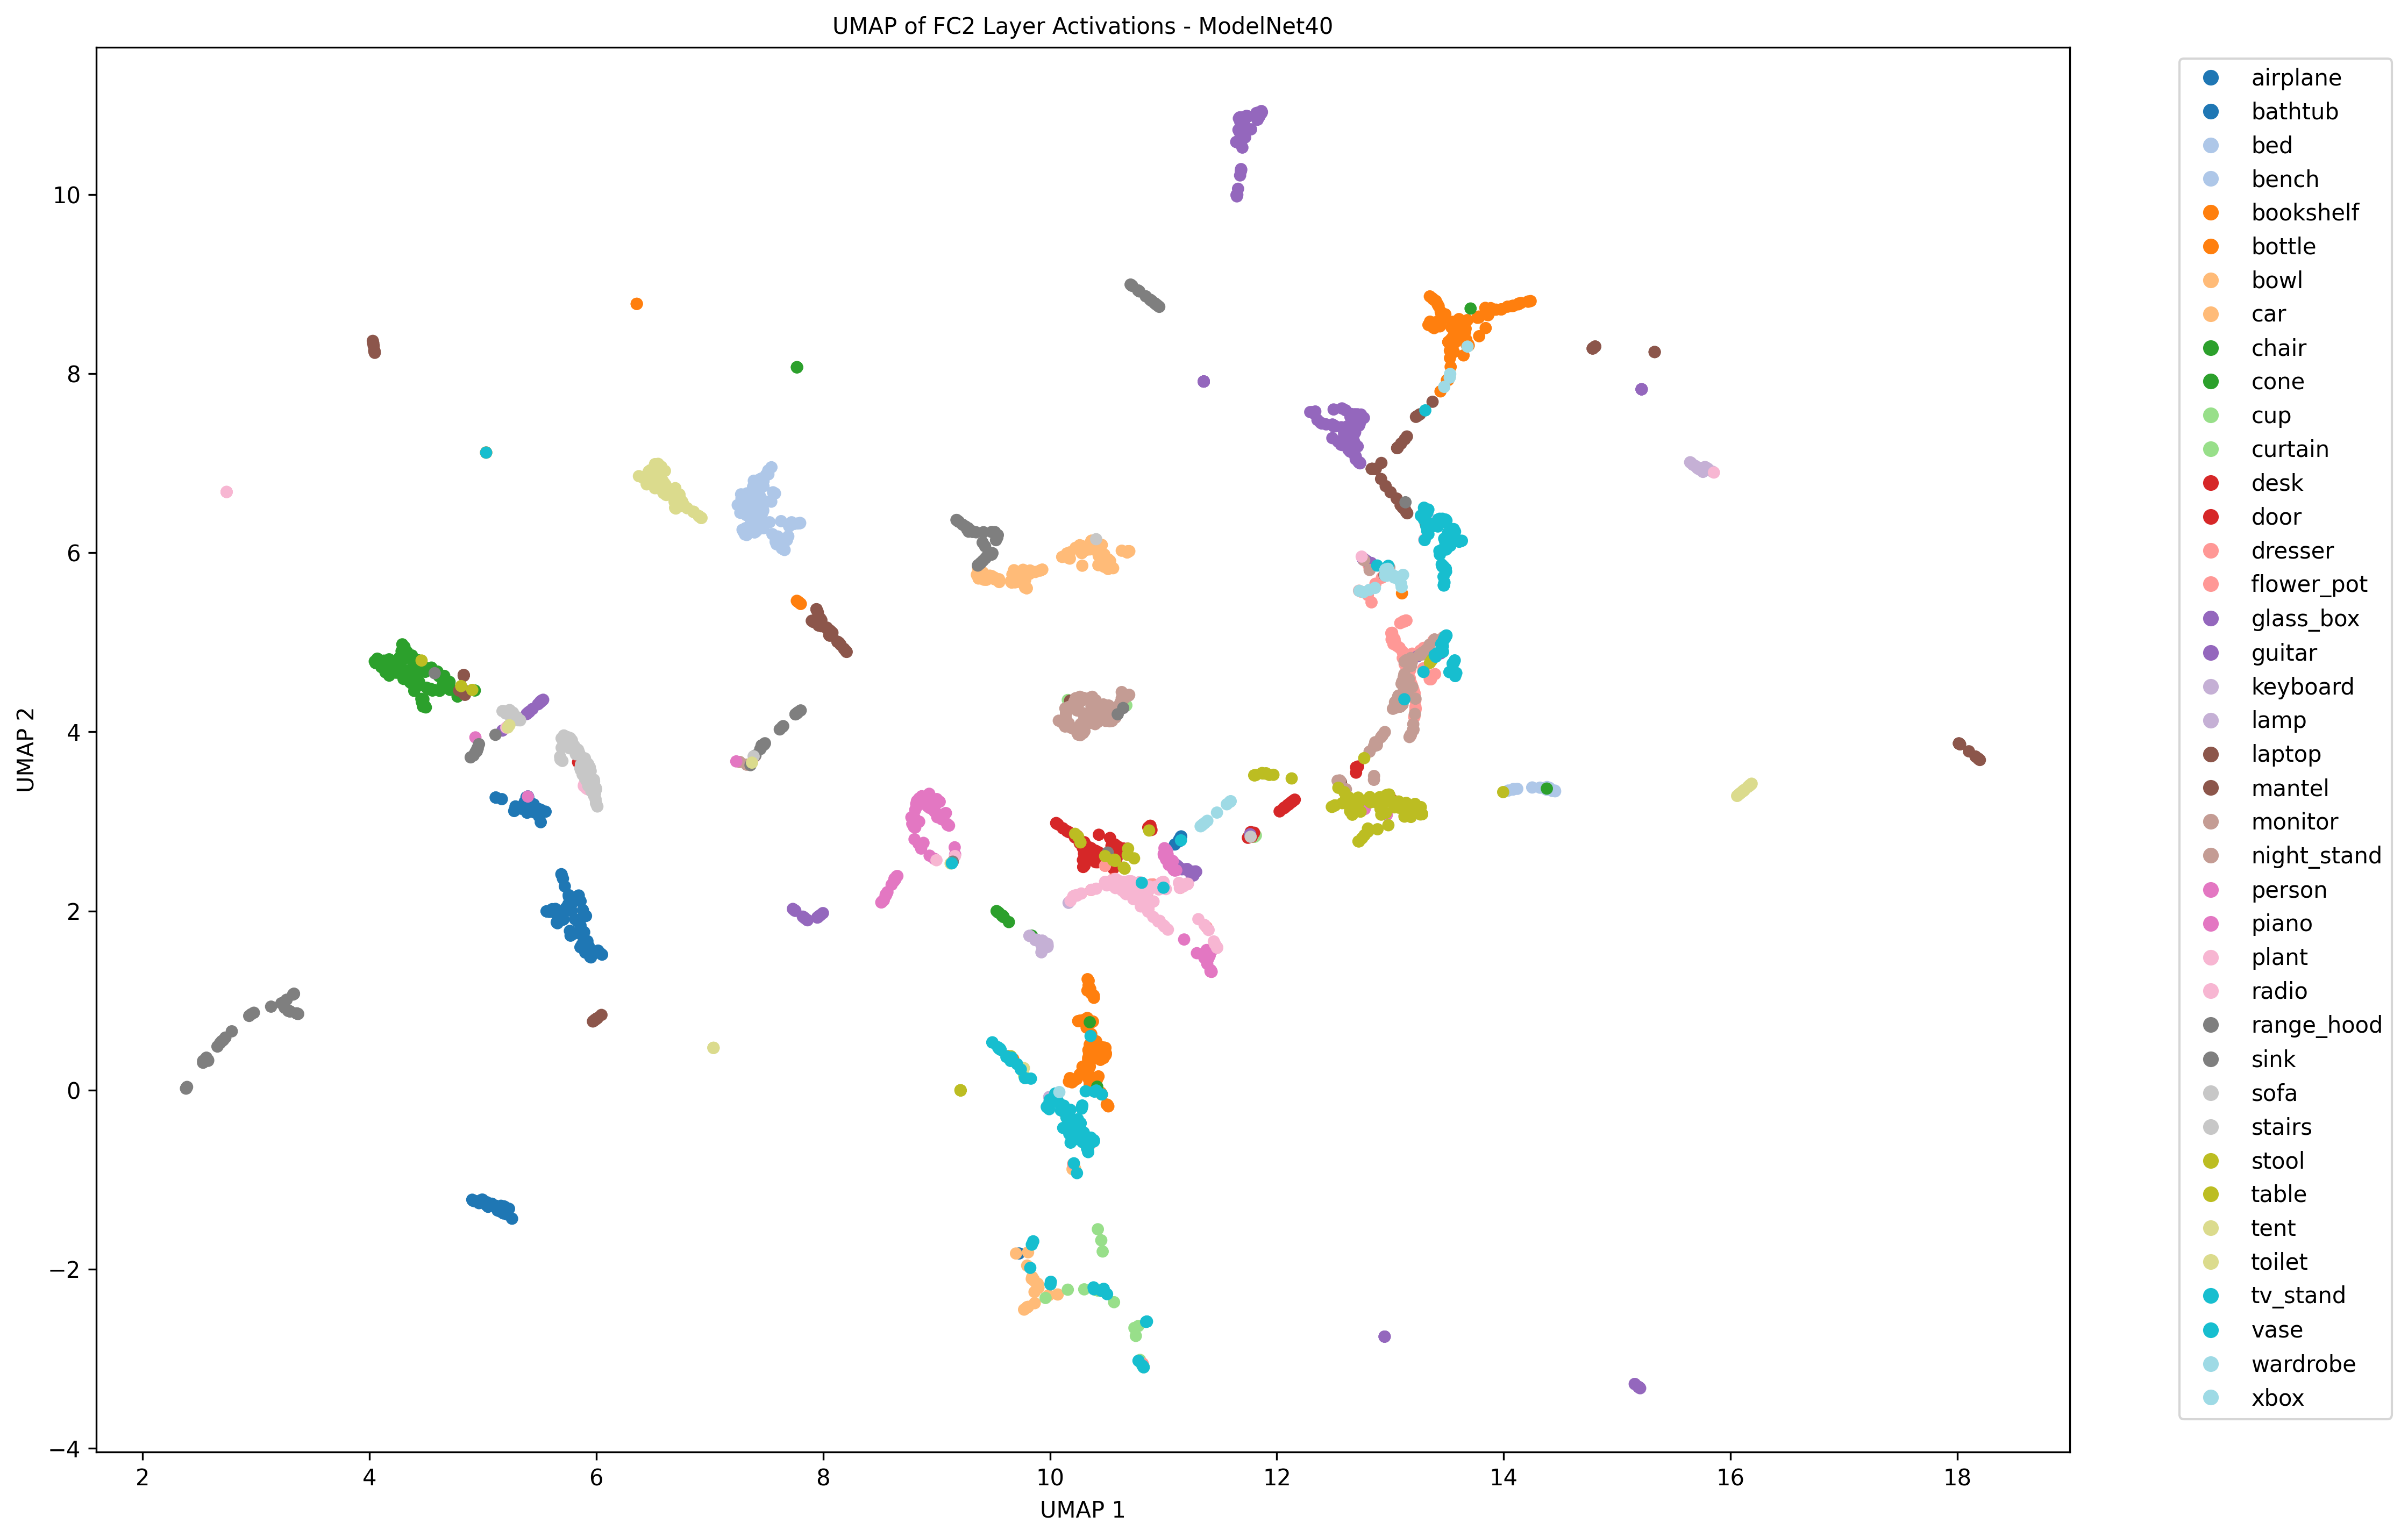 UMAP of FC2 Layer Activations - ModelNet40
10
8
6
4
2
0
−2
−4
UMAP 2
2 4 6 8 10 12 14 16 18
UMAP 1
airplane
bathtub
bed
bench
bookshelf
bottle
bowl
car
chair
cone
cup
curtain
desk
door
dresser
flower_pot
glass_box
guitar
keyboard
lamp
laptop
mantel
monitor
night_stand
person
piano
plant
radio
range_hood
sink
sofa
stairs
stool
table
tent
toilet
tv_stand
vase
wardrobe
xbox